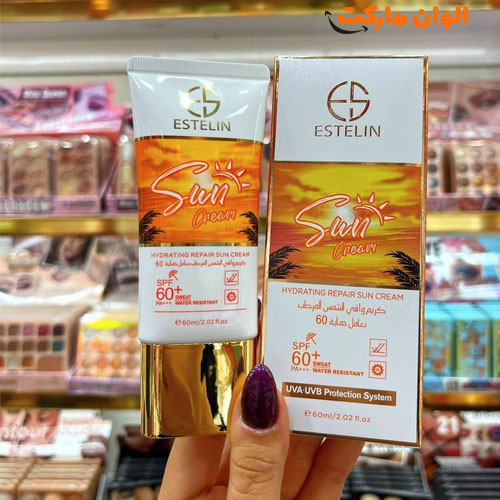 الوان مارکت
ESTELIN
Sun
Cream
HYDRATING REPAIR SUN CREAM
كريم واقي الشمس المرطب بعامل حماية 60
SPF
60+
PA+++
SWEAT
WATER RESISTANT
℮60ml/2.02 fl.oz
ESTELIN
Sun
Cream
HYDRATING REPAIR SUN CREAM
كريم واقي الشمس المرطب
بعامل حماية 60
SPF
60+
PA+++
SWEAT
WATER RESISTANT
UVA·UVB Protection System
℮60ml/2.02 fl.oz
21